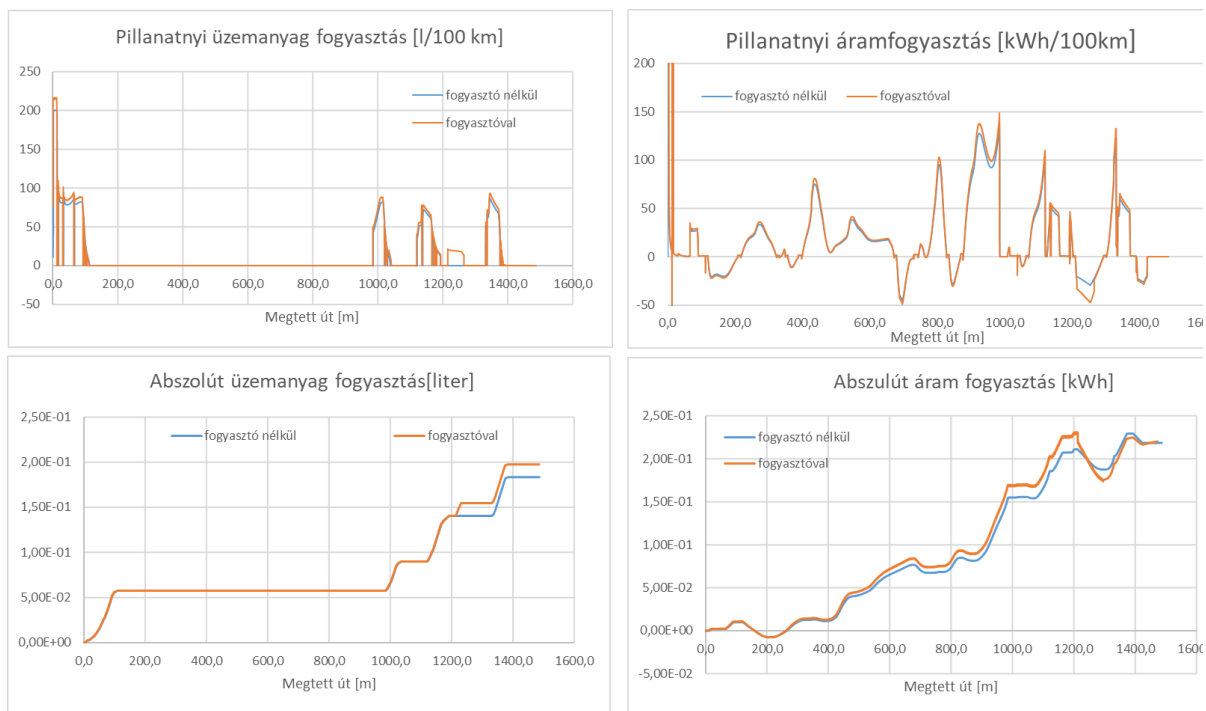 Pillanatnyi üzemanyag fogyasztás [l/100 km]
250
200
150
100
50
0
-50
fogyasztó nélkül
fogyasztóval
0,0 200,0 400,0 600,0 800,0 1000,0 1200,0 1400,0 1600,0
Megtett út [m]
Pillanatnyi áramfogyasztás [kWh/100km]
200
150
100
50
0
-50
fogyasztó nélkül fogyasztóval
0,0 200,0 400,0 600,0 800,0 1000,0 1200,0 1400,0 160
Megtett út [m]
Abszolút üzemanyag fogyasztás[liter]
2,50E-01
2,00E-01
1,50E-01
1,00E-01
5,00E-02
0,00E+00
fogyasztó nélkül fogyasztóval
0,0 200,0 400,0 600,0 800,0 1000,0 1200,0 1400,0 1600,0
Megtett út [m]
Abszulút áram fogyasztás [kWh]
2,50E-01
2,00E-01
1,50E-01
1,00E-01
5,00E-02
0,00E+00
-5,00E-02
fogyasztó nélkül
fogyasztóval
0,0 200,0 400,0 600,0 800,0 1000,0 1200,0 1400,0 1600
Megtett út [m]